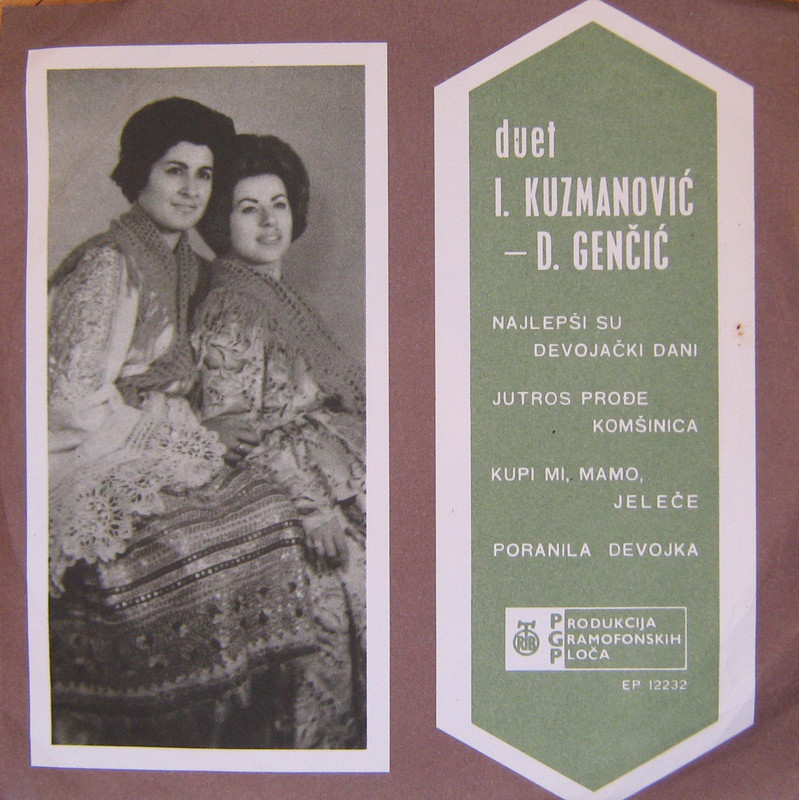 duet
I. KUZMANOVIĆ
– D. GENČIĆ
NAJLEPŠI SU
DEVOJAČKI DANI
JUTROS PROĐE
KOMŠINICA
KUPI MI, MAMO,
JELEČE
PORANILA DEVOJKA
PRODUKCIJA
GRAMOFONSKIH
PLOČA
EP 12232